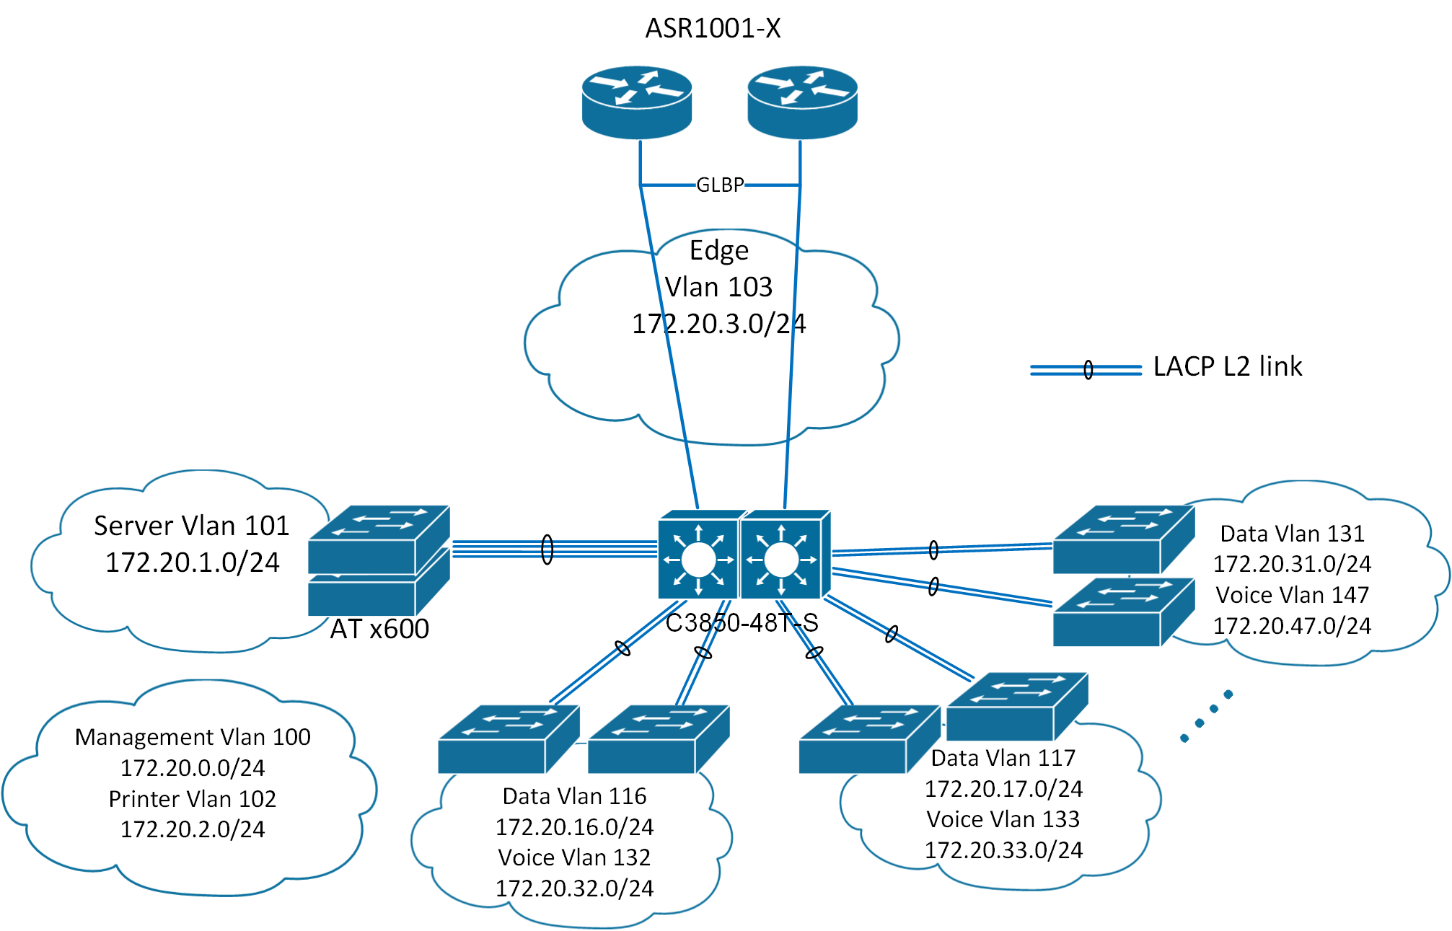 ASR1001-X
GLBP
Edge
Vlan 103
172.20.3.0/24
LACP L2 link
Server Vlan 101
172.20.1.0/24
AT x600
C3850-48T-S
Data Vlan 131
172.20.31.0/24
Voice Vlan 147
172.20.47.0/24
Management Vlan 100
172.20.0.0/24
Printer Vlan 102
172.20.2.0/24
Data Vlan 116
172.20.16.0/24
Voice Vlan 132
172.20.32.0/24
Data Vlan 117
172.20.17.0/24
Voice Vlan 133
172.20.33.0/24